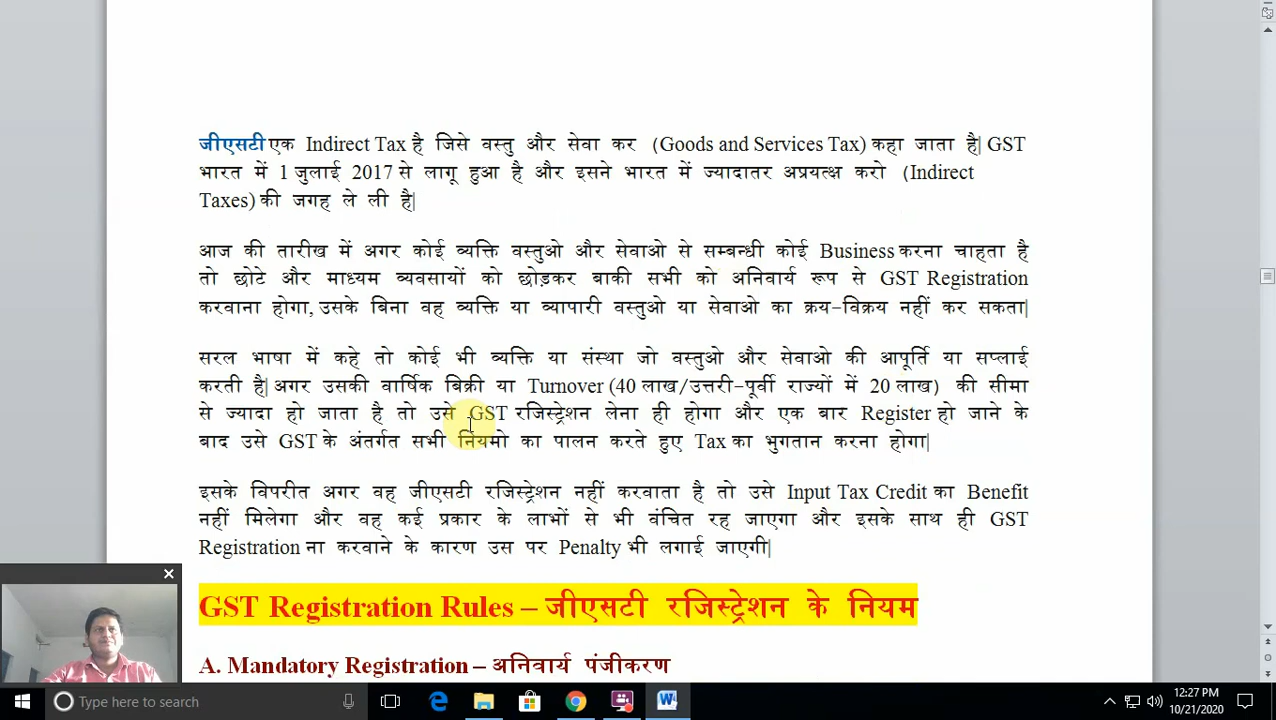 जीएसटी एक Indirect Tax है जिसे वस्तु और सेवा कर (Goods and Services Tax) कहा जाता है| GST
भारत में 1 जुलाई 2017 से लागू हुआ है और इसने भारत में ज्यादातर अप्रयत्क्ष करो (Indirect
Taxes) की जगह ले ली है|
आज की तारीख में अगर कोई व्यक्ति वस्तुओ और सेवाओ से सम्बन्धी कोई Business करना चाहता है
तो छोटे और माध्यम व्यवसायों को छोड़कर बाकी सभी को अनिवार्य रूप से GST Registration
करवाना होगा, उसके बिना वह व्यक्ति या व्यापारी वस्तुओ या सेवाओ का क्रय-विक्रय नहीं कर सकता|
सरल भाषा में कहे तो कोई भी व्यक्ति या संस्था जो वस्तुओ और सेवाओ की आपूर्ति या सप्लाई
करती है| अगर उसकी वार्षिक बिक्री या Turnover (40 लाख/उत्तरी-पूर्वी राज्यों में 20 लाख) की सीमा
से ज्यादा हो जाता है तो उसे GST रजिस्ट्रेशन लेना ही होगा और एक बार Register हो जाने के
बाद उसे GST के अंतर्गत सभी नियमो का पालन करते हुए Tax का भुगतान करना होगा|
इसके विपरीत अगर वह जीएसटी रजिस्ट्रेशन नहीं करवाता है तो उसे Input Tax Credit का Benefit
नहीं मिलेगा और वह कई प्रकार के लाभों से भी वंचित रह जाएगा और इसके साथ ही GST
Registration ना करवाने के कारण उस पर Penalty भी लगाई जाएगी|
GST Registration Rules – जीएसटी रजिस्ट्रेशन के नियम
A. Mandatory Registration – अनिवार्य पंजीकरण
Type here to search
12:27 PM
10/21/2020